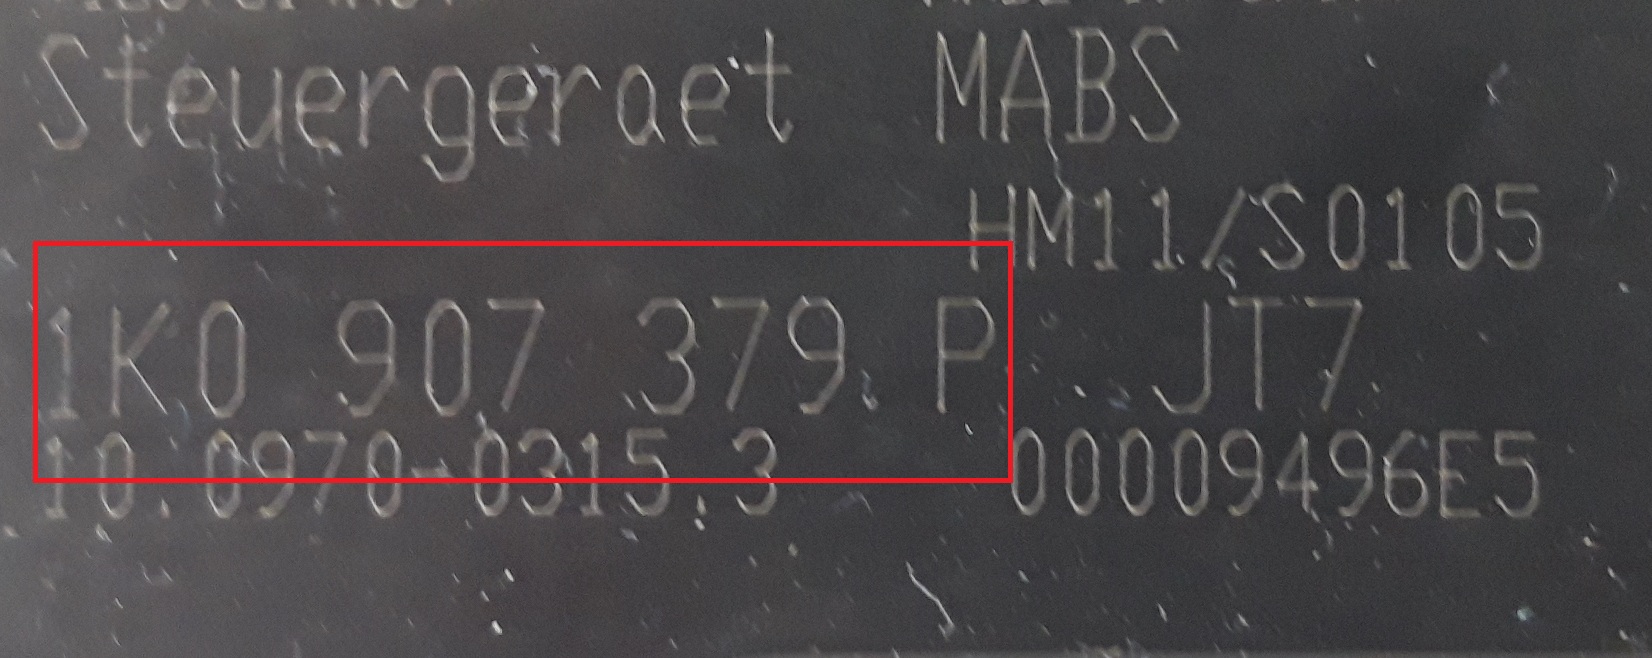 Steuergeraet MABS
HM11/S0105
1K0 907 379 P JT7
10.0970-0315.3 00009496E5